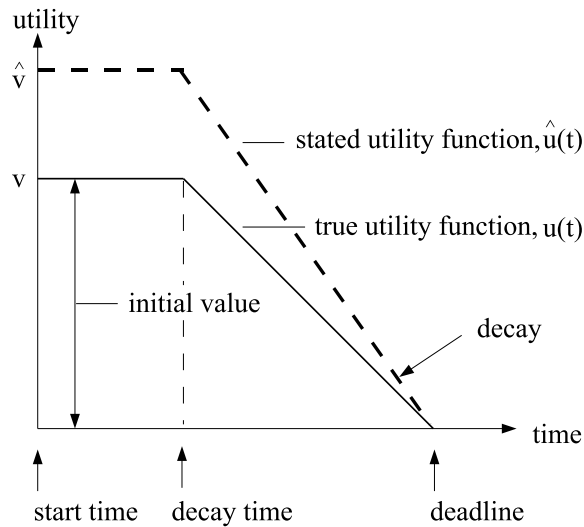 utility
v̂
stated utility function, û(t)
v
true utility function, u(t)
initial value
decay
time
start time
decay time
deadline